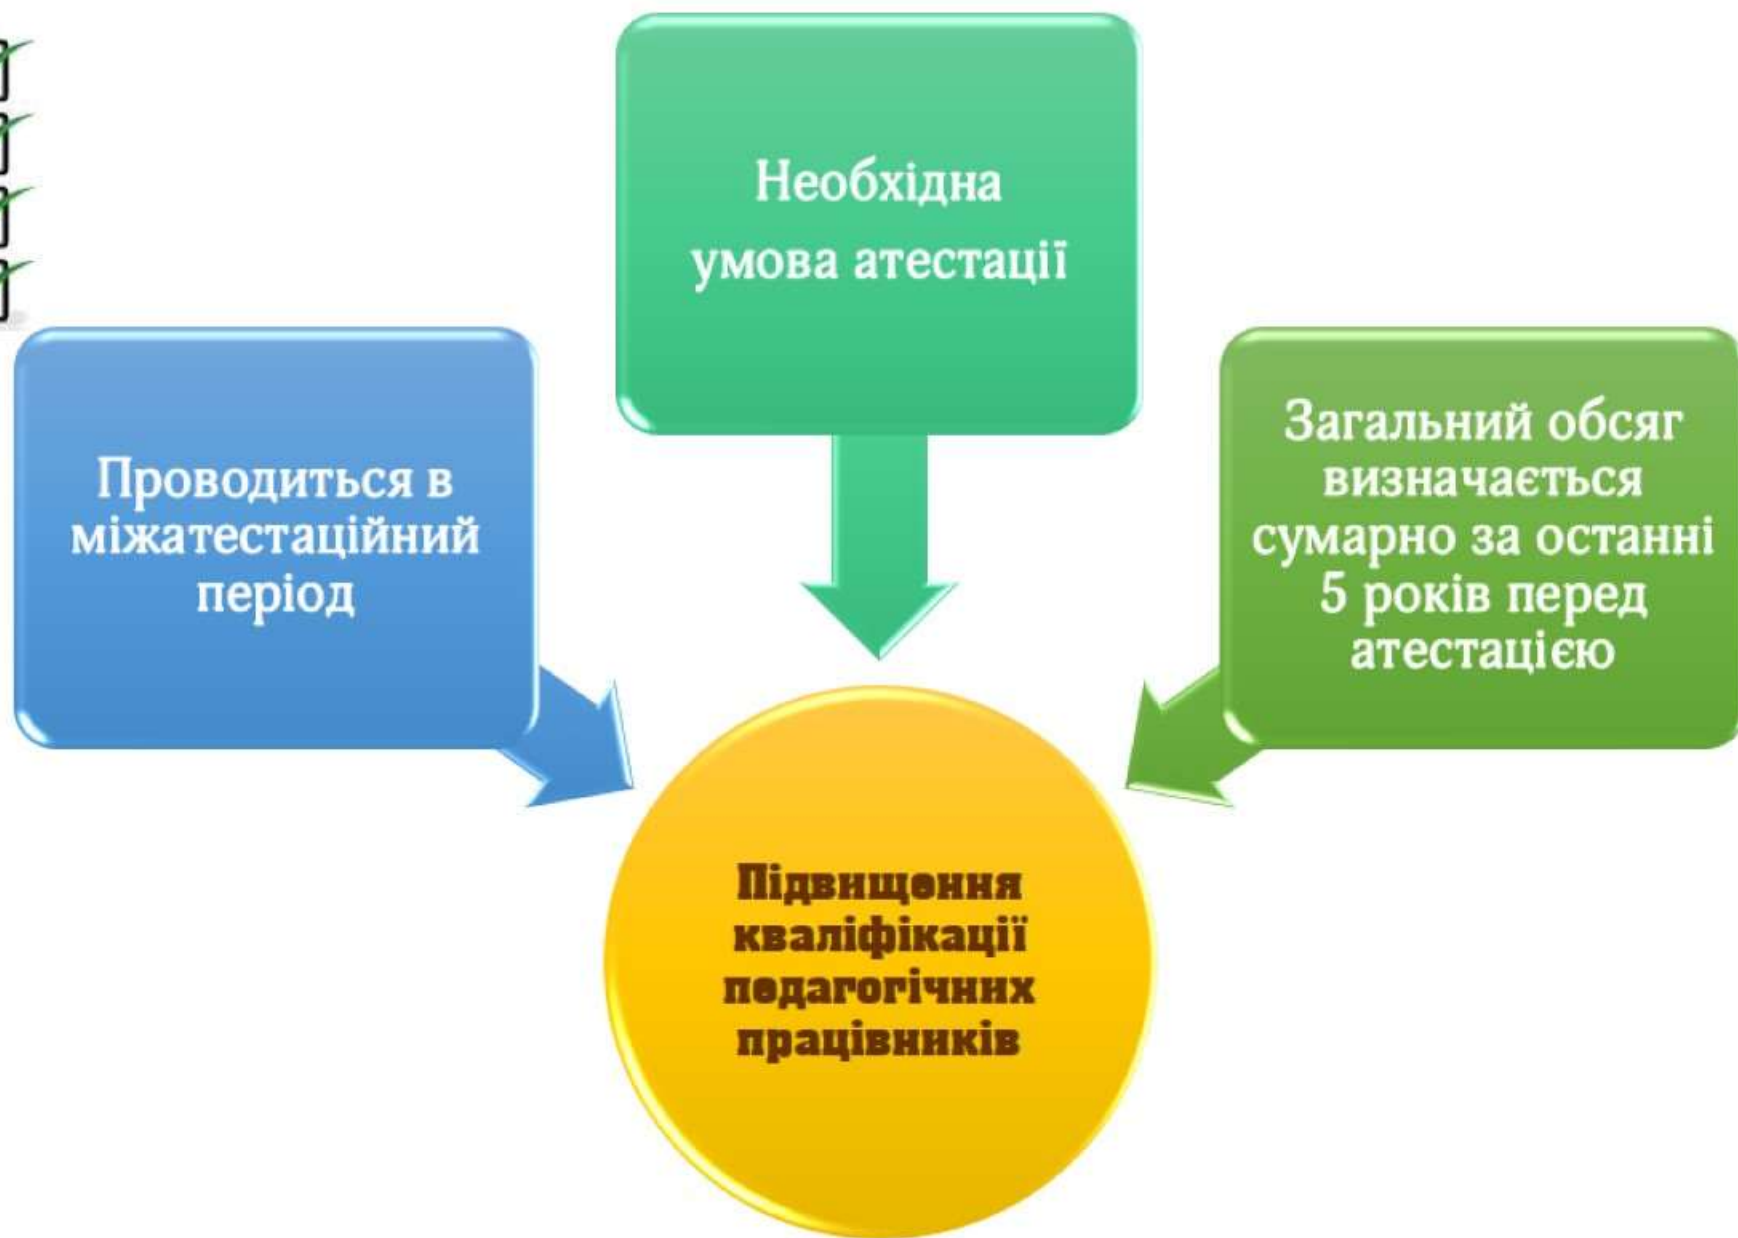 Необхідна
умова атестації
Проводиться в
міжатестаційний
період
Загальний обсяг
визначається
сумарно за останні
5 років перед
атестацією
Підвищення
кваліфікації
педагогічних
працівників